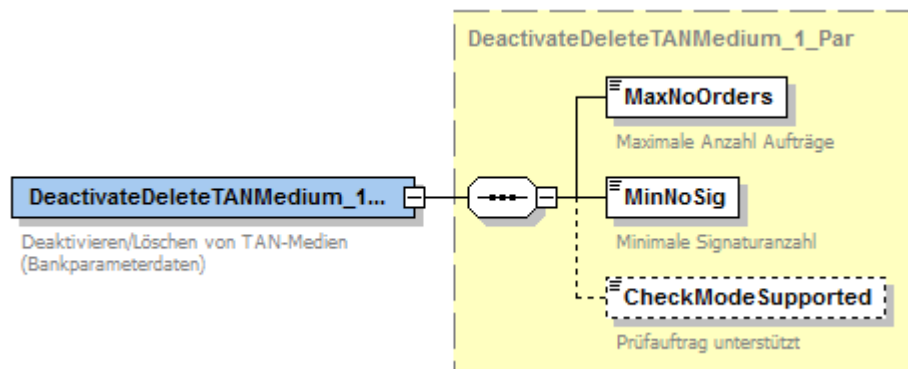 DeactivateDeleteTANMedium_1_Par
MaxNoOrders
Maximale Anzahl Aufträge
DeactivateDeleteTANMedium_1...
Deaktivieren/Löschen von TAN-Medien
(Bankparameterdaten)
MinNoSig
Minimale Signaturanzahl
CheckModeSupported
Prüfauftrag unterstützt